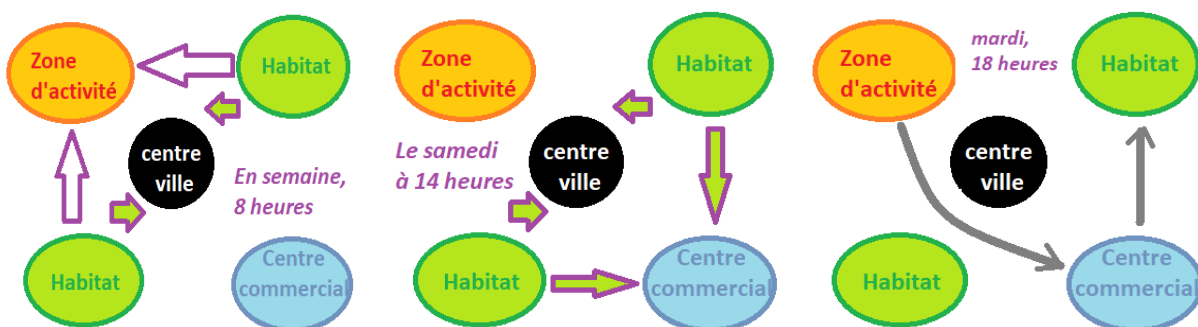 Zone
d'activité
Habitat
centre
ville
En semaine,
8 heures
Habitat
Centre
commercial
Zone
d'activité
Habitat
Le samedi
à 14 heures
centre
ville
Habitat
Centre
commercial
Zone
d'activité
mardi,
18 heures
Habitat
centre
ville
Habitat
Centre
commercial